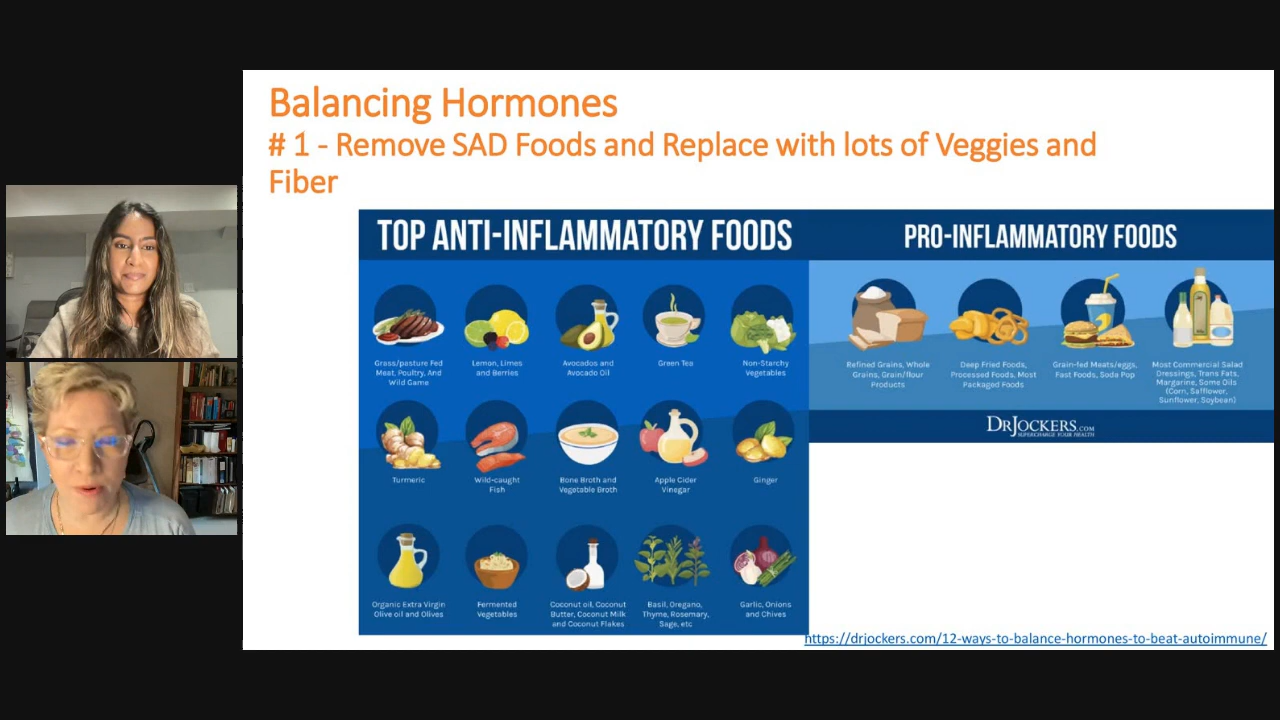 Balancing Hormones
# 1 - Remove SAD Foods and Replace with lots of Veggies and
Fiber
TOP ANTI-INFLAMMATORY FOODS
Grass/pasture Fed
Meat, Poultry, And
Wild Game
Lemon, Limes
and Berries
Avocados and
Avocado Oil
Green Tea
Non-Starchy
Vegetables
Turmeric
Wild-caught
Fish
Bone Broth and
Vegetable Broth
Apple Cider
Vinegar
Ginger
Organic Extra Virgin
Olive oil and Olives
Fermented
Vegetables
Coconut oil, Coconut
Butter, Coconut Milk
and Coconut Flakes
Basil, Oregano,
Thyme, Rosemary,
Sage, etc
Garlic, Onions
and Chives
PRO-INFLAMMATORY FOODS
Refined Grains, Whole
Grains, Grain/flour
Products
Deep Fried Foods,
Processed Foods, Most
Packaged Foods
Grain-fed Meats/eggs,
Fast Foods, Soda Pop
Most Commercial Salad
Dressings, Trans Fats,
Margarine, Some Oils
(Corn, Safflower,
Sunflower, Soybean)
DRJOCKERS.COM
SUPERCHARGE YOUR HEALTH
https://drjockers.com/12-ways-to-balance-hormones-to-beat-autoimmune/